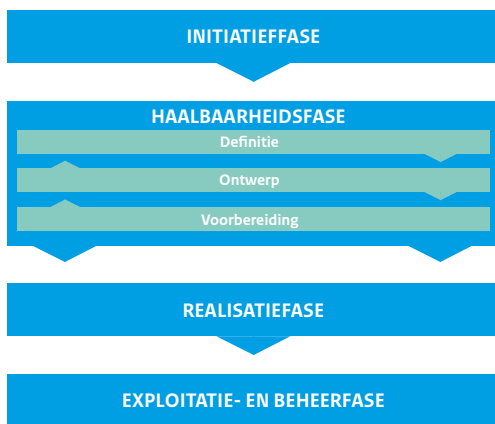 INITIATIEFFASE
HAALBAARHEIDSFASE
Definitie
Ontwerp
Voorbereiding
REALISATIEFASE
EXPLOITATIE- EN BEHEERFASE